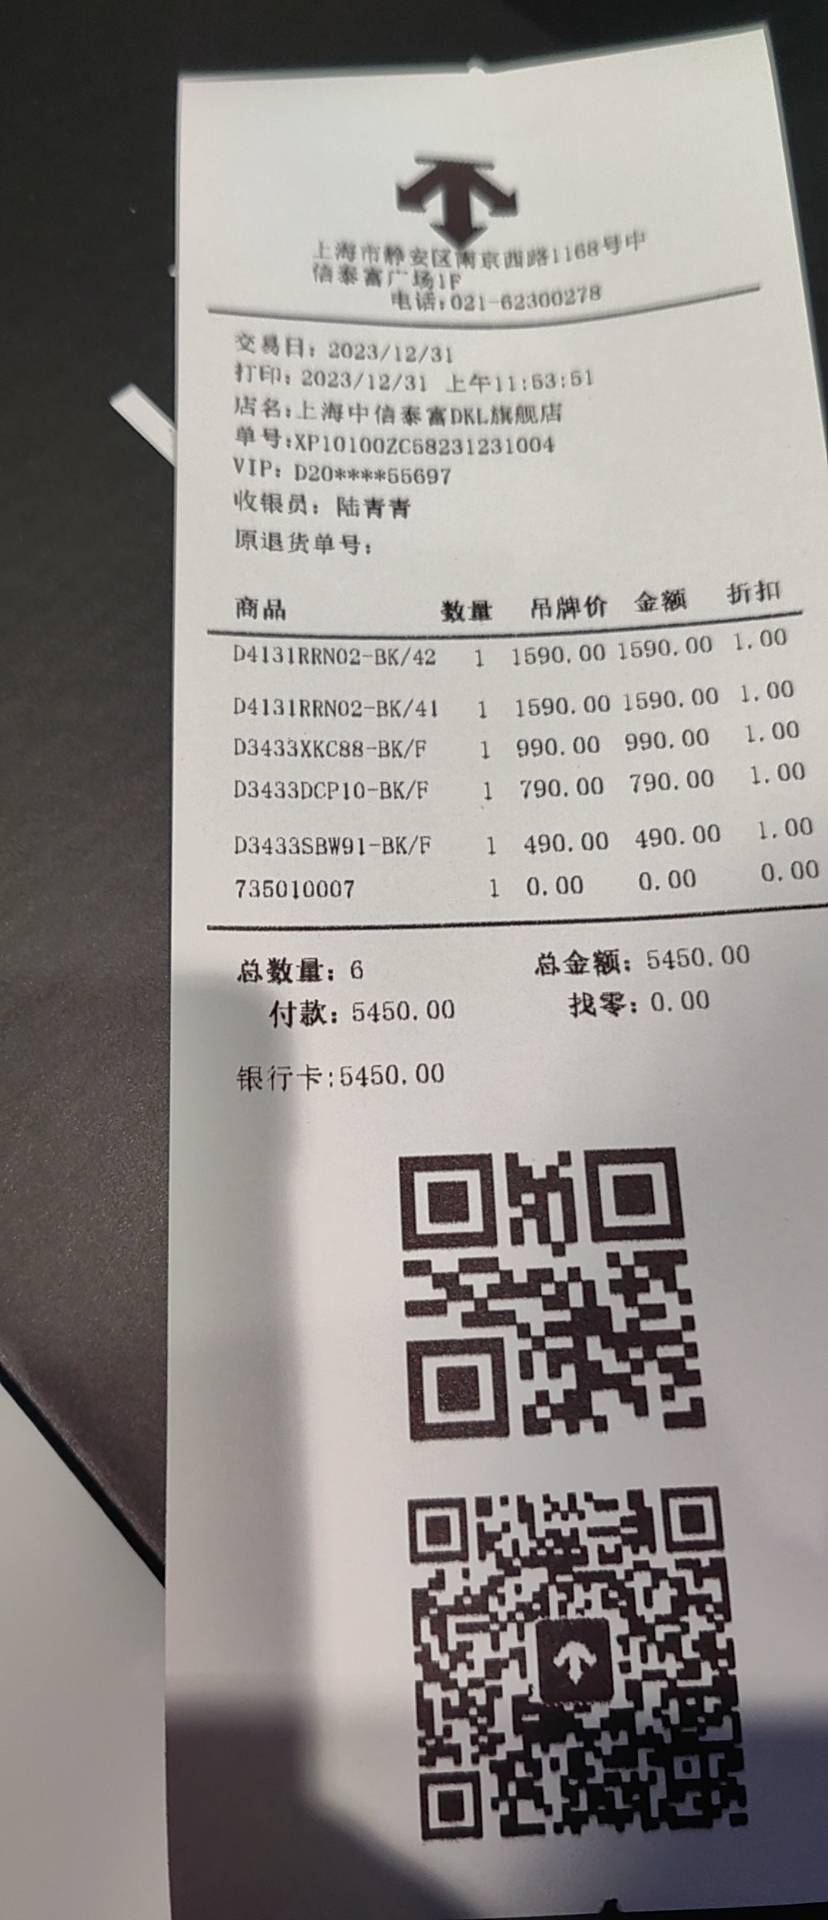 上海市静安区南京西路1168号中
信泰富广场1F
电话:021-62300278
交易日: 2023/12/31
打印: 2023/12/31 上午11:53:51
店名:上海中信泰富DKL旗舰店
单号:XP10100ZC58231231004
VIP: D20****55697
收银员: 陆青青
原退货单号:
商品 数量 吊牌价 金额 折扣
D4131RRN02-BK/42 1 1590.00 1590.00 1.00
D4131RRN02-BK/41 1 1590.00 1590.00 1.00
D3433XKC88-BK/F 1 990.00 990.00 1.00
D3433DCP10-BK/F 1 790.00 790.00 1.00
D3433SBW91-BK/F 1 490.00 490.00 1.00
735010007 1 0.00 0.00 0.00
总数量: 6 总金额: 5450.00
付款: 5450.00 找零: 0.00
银行卡:5450.00